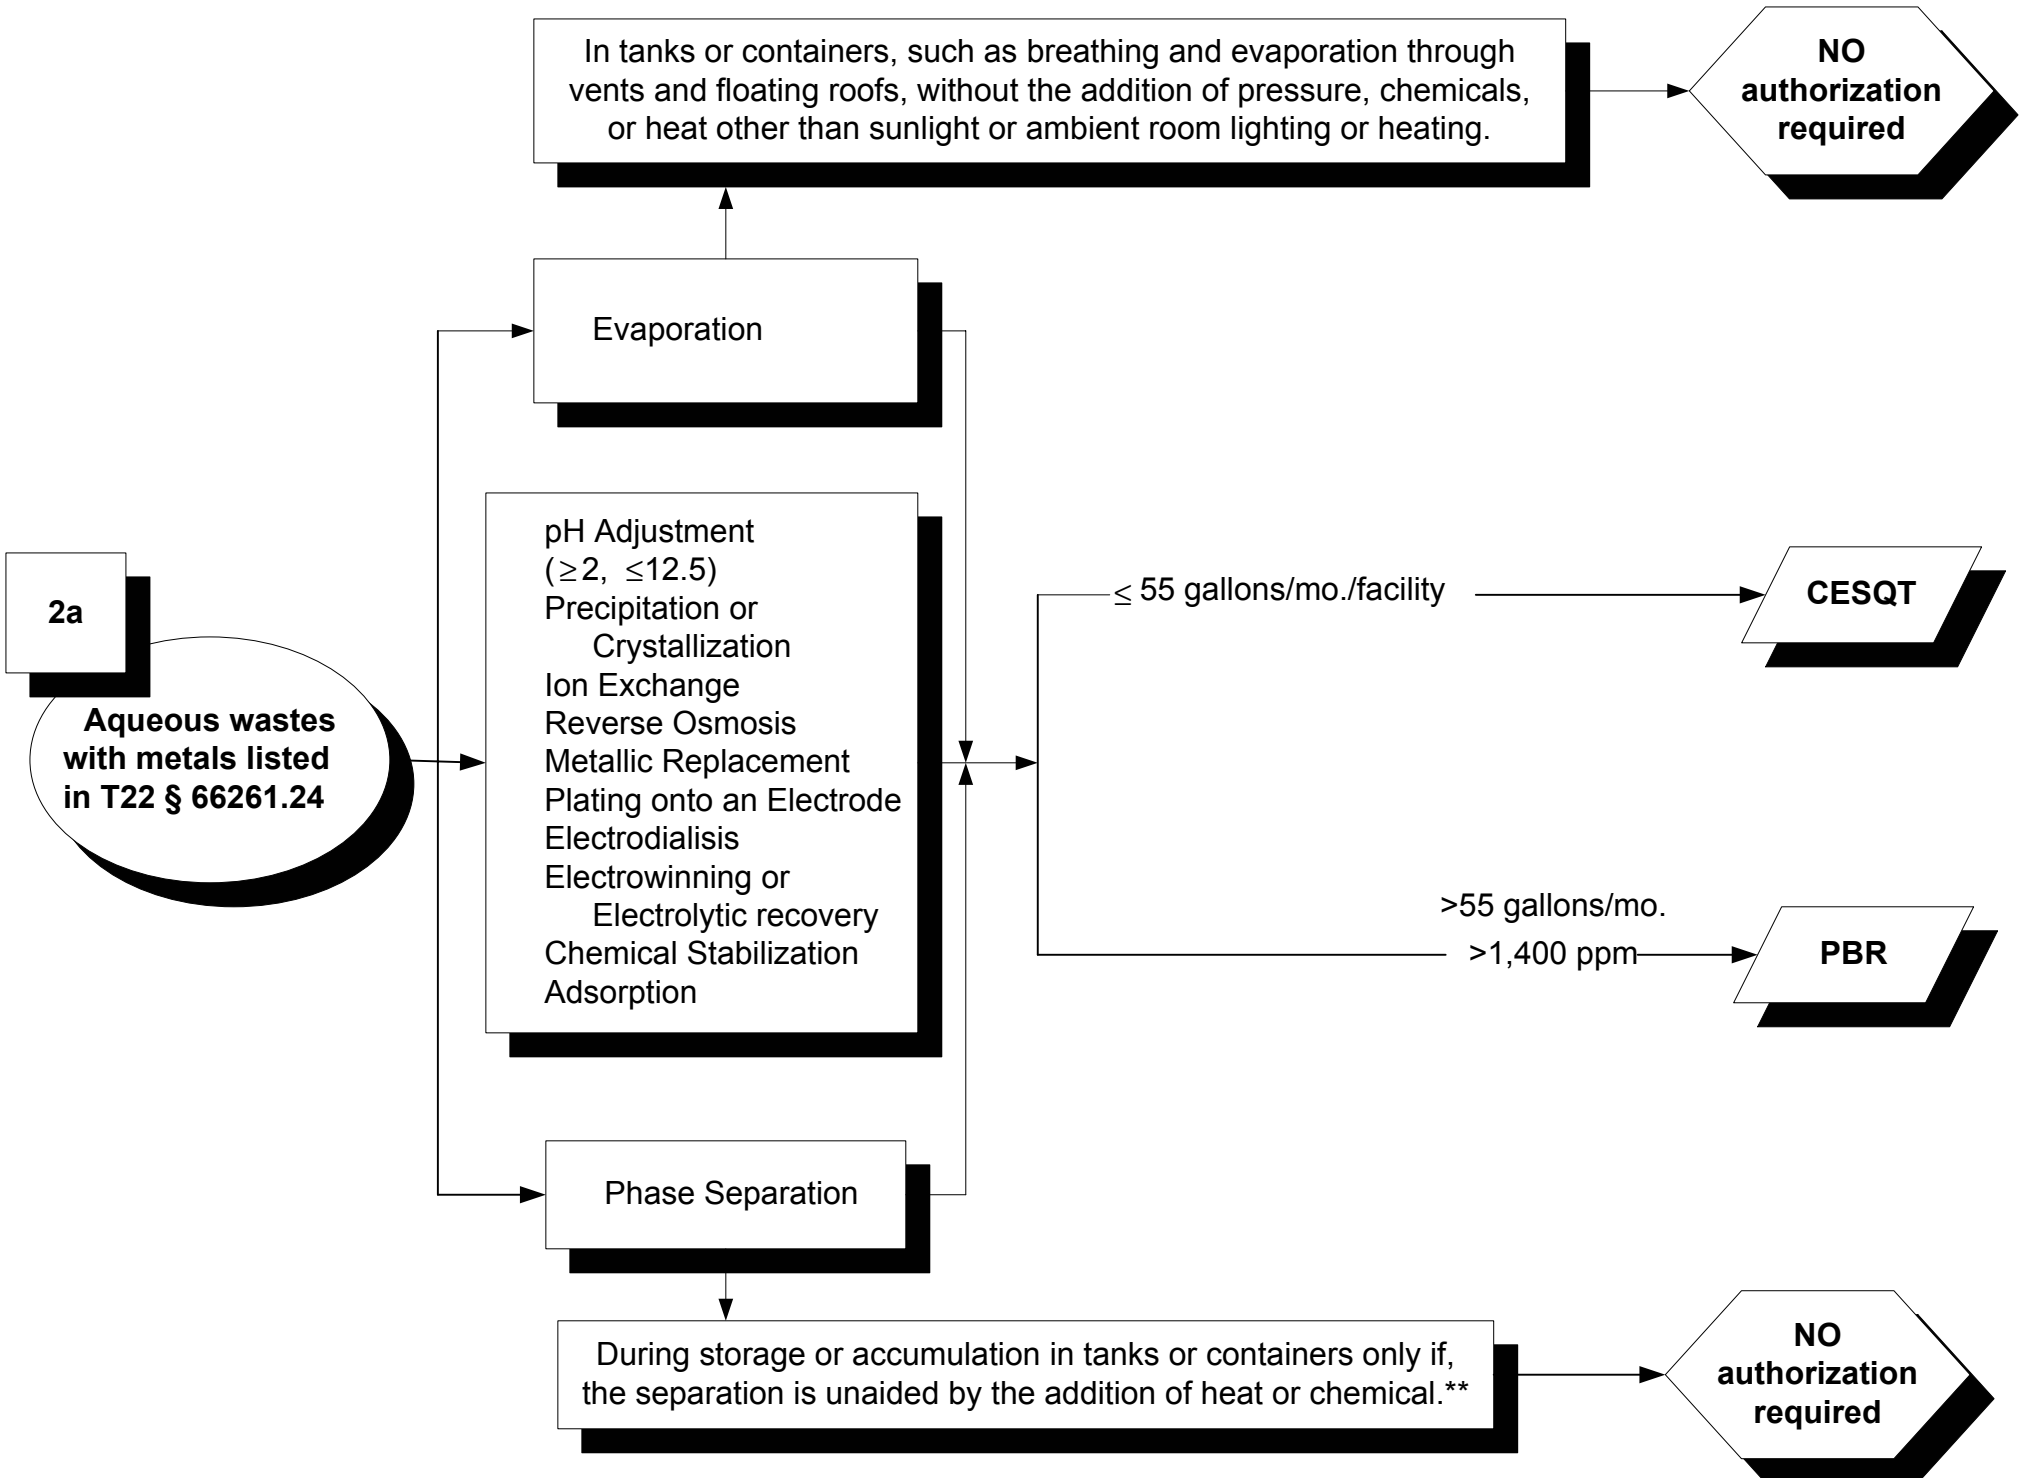 In tanks or containers, such as breathing and evaporation through
vents and floating roofs, without the addition of pressure, chemicals,
or heat other than sunlight or ambient room lighting or heating.
NO
authorization
required
Evaporation
2a
Aqueous wastes
with metals listed
in T22 § 66261.24
pH Adjustment
(≥2, ≤12.5)
Precipitation or
Crystallization
Ion Exchange
Reverse Osmosis
Metallic Replacement
Plating onto an Electrode
Electrodialisis
Electrowinning or
Electrolytic recovery
Chemical Stabilization
Adsorption
≤ 55 gallons/mo./facility
CESQT
>55 gallons/mo.
>1,400 ppm
PBR
Phase Separation
During storage or accumulation in tanks or containers only if,
the separation is unaided by the addition of heat or chemical.**
NO
authorization
required